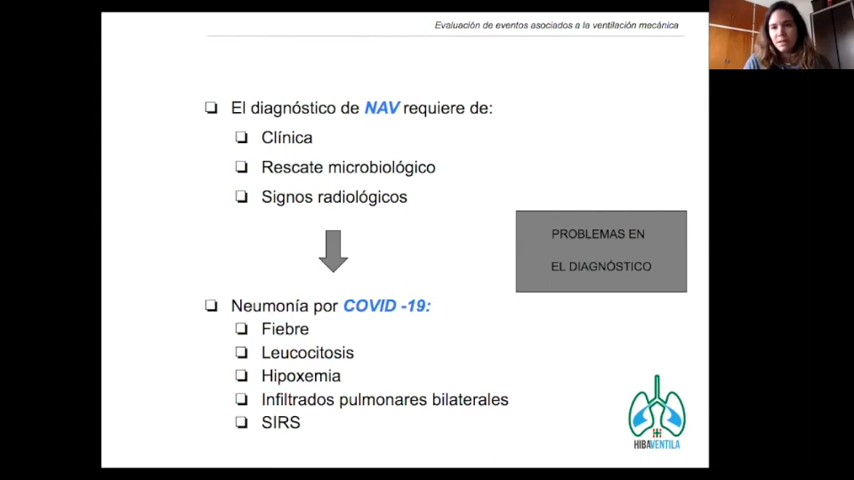 Evaluación de eventos asociados a la ventilación mecánica
El diagnóstico de NAV requiere de:
Clínica
Rescate microbiológico
Signos radiológicos
PROBLEMAS EN
EL DIAGNÓSTICO
Neumonía por COVID -19:
Fiebre
Leucocitosis
Hipoxemia
Infiltrados pulmonares bilaterales
SIRS
HIBAVENTILA